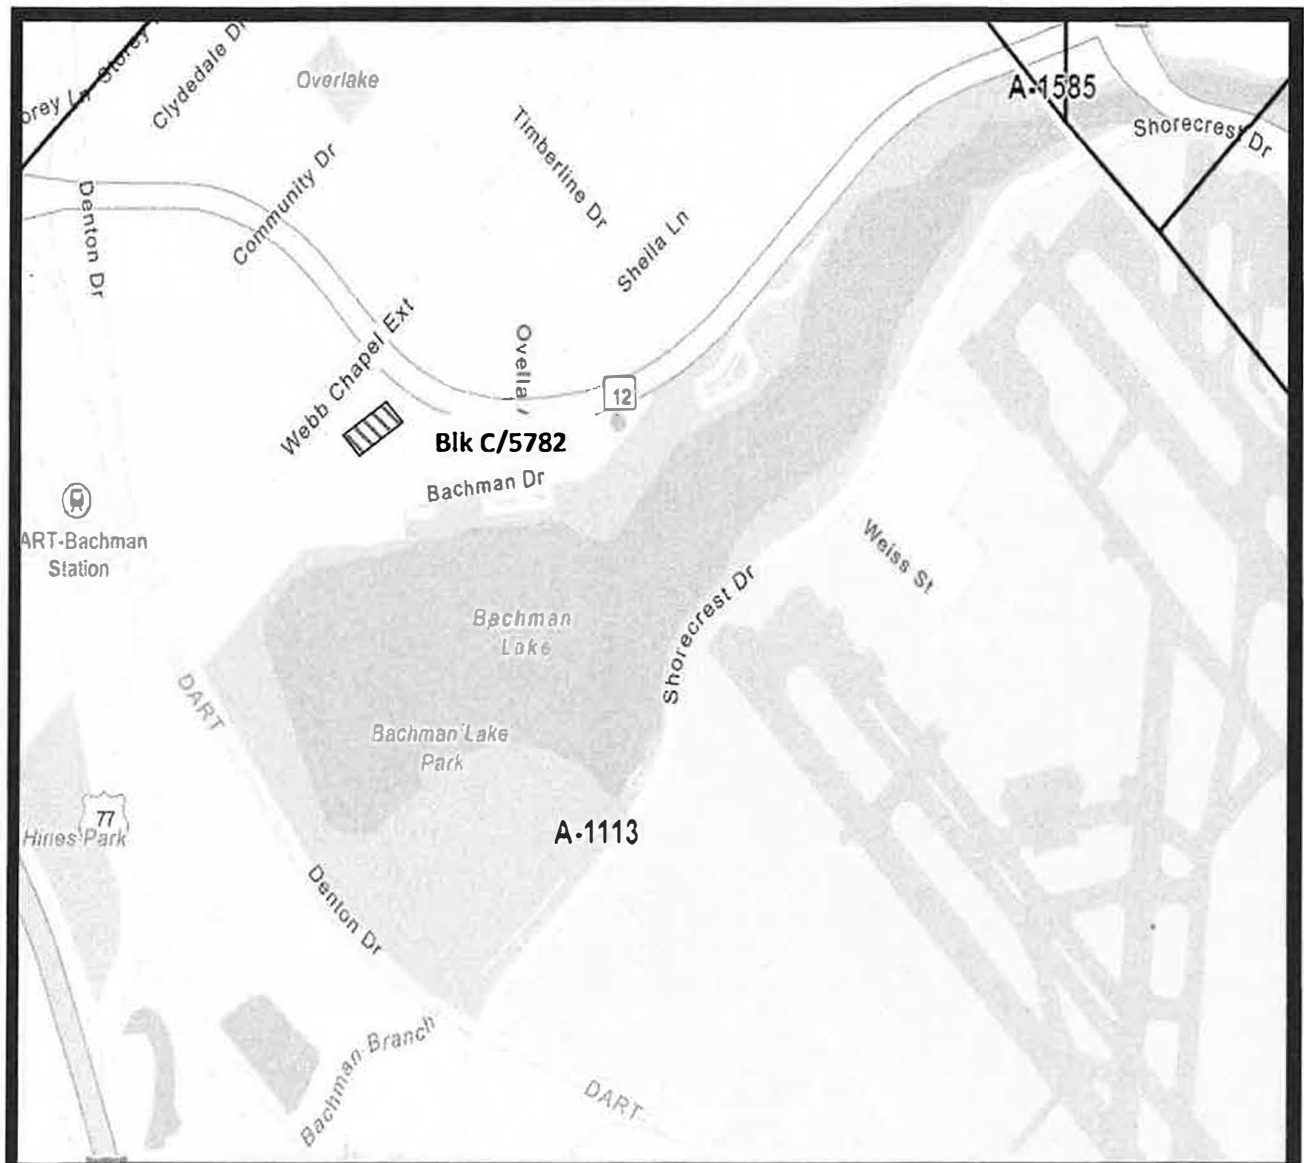 Storey
orey Ln
Clydedale Dr
Overlake
A-1585
Shorecrest Dr
Timberline Dr
Community Dr
Denton Dr
Sheila Ln
Webb Chapel Ext
Ovella
12
Blk C/5782
Bachman Dr
ART-Bachman
Station
Weiss St
Bachman
Lake
Shorecrest Dr
DART
Bachman Lake
Park
77
Hines Park
A-1113
Denton Dr
Bachman Branch
DART